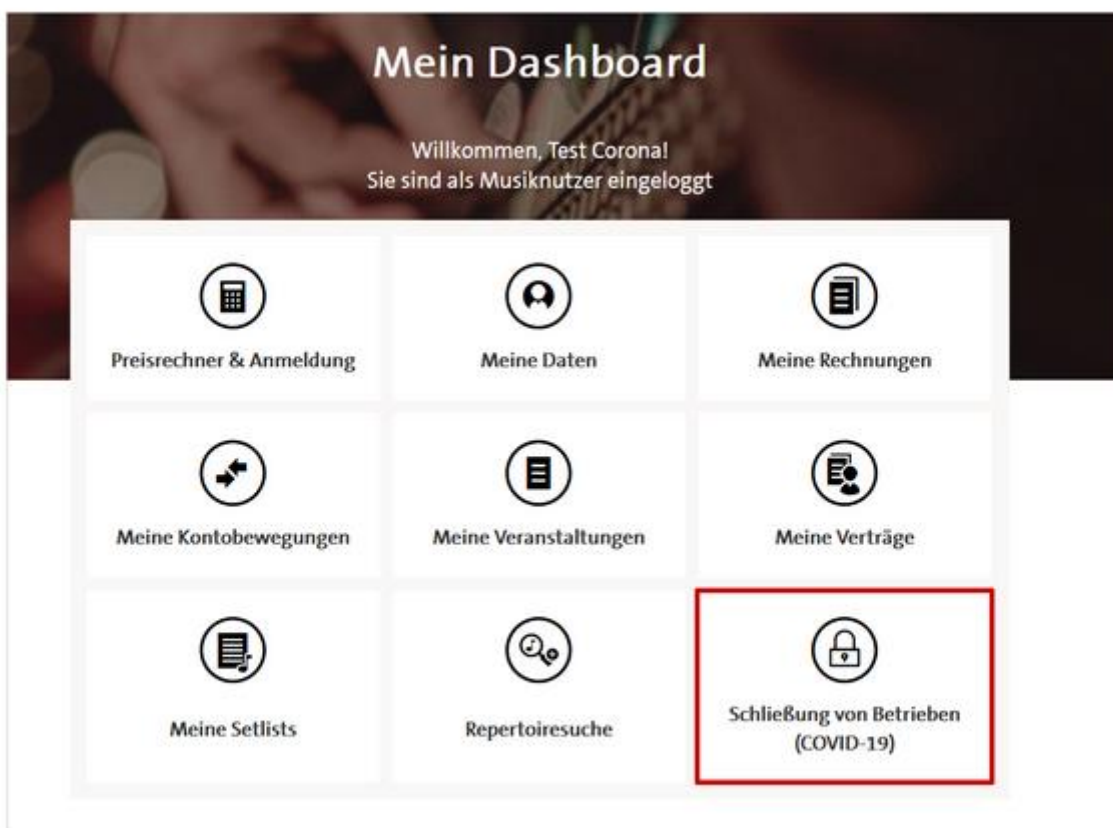 Mein Dashboard
Willkommen, Test Corona!
Sie sind als Musiknutzer eingeloggt
Preisrechner & Anmeldung
Meine Daten
Meine Rechnungen
Meine Kontobewegungen
Meine Veranstaltungen
Meine Verträge
Meine Setlists
Repertoiresuche
Schließung von Betrieben
(COVID-19)